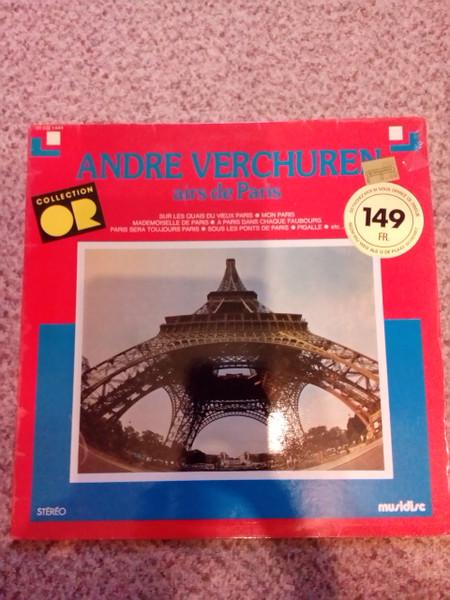 ANDRE VERCHUREN
airs de Paris
COLLECTION
OR
SUR LES QUAIS DU VIEUX PARIS ● MON PARIS
MADEMOISELLE DE PARIS ● A PARIS DANS CHAQUE FAUBOURG
PARIS SERA TOUJOURS PARIS ● SOUS LES PONTS DE PARIS ● PIGALLE ● etc...
149
FR.
STÉRÉO
musidisc